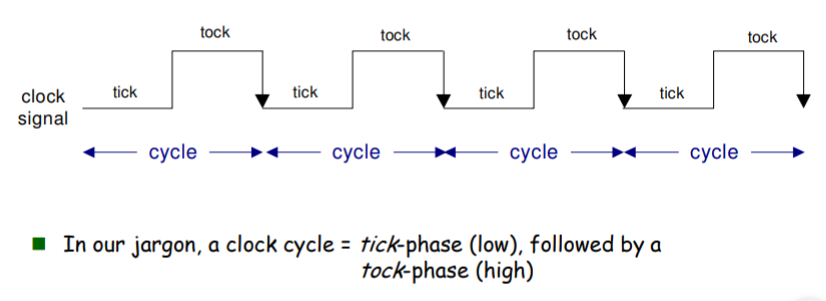 tock tock tock tock
tick tick tick tick
clock
signal
cycle cycle cycle cycle
In our jargon, a clock cycle = tick-phase (low), followed by a
tock-phase (high)